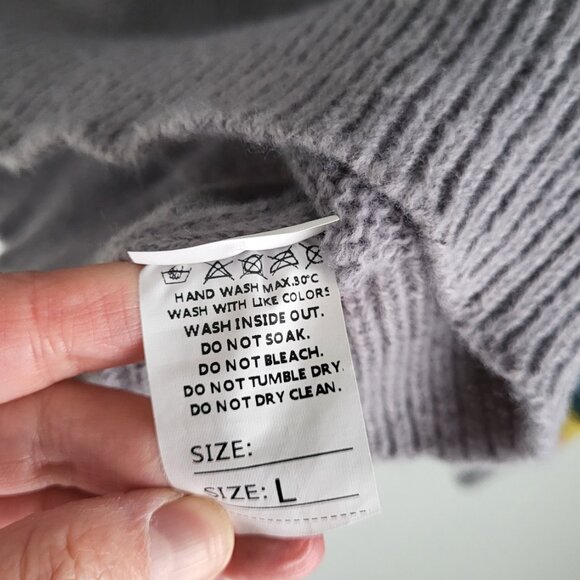 HAND WASH MAX.30°C
WASH WITH LIKE COLORS
WASH INSIDE OUT.
DO NOT SOAK.
DO NOT BLEACH.
DO NOT TUMBLE DRY.
DO NOT DRY CLEAN.
SIZE:
SIZE: L